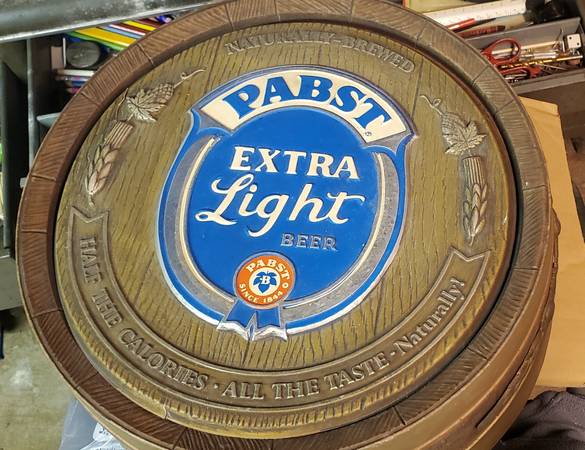 NATURALLY-BREWED
PABST
EXTRA
Light
BEER
PABST
B
SINCE 1844
HALF THE CALORIES · ALL THE TASTE · Naturally!